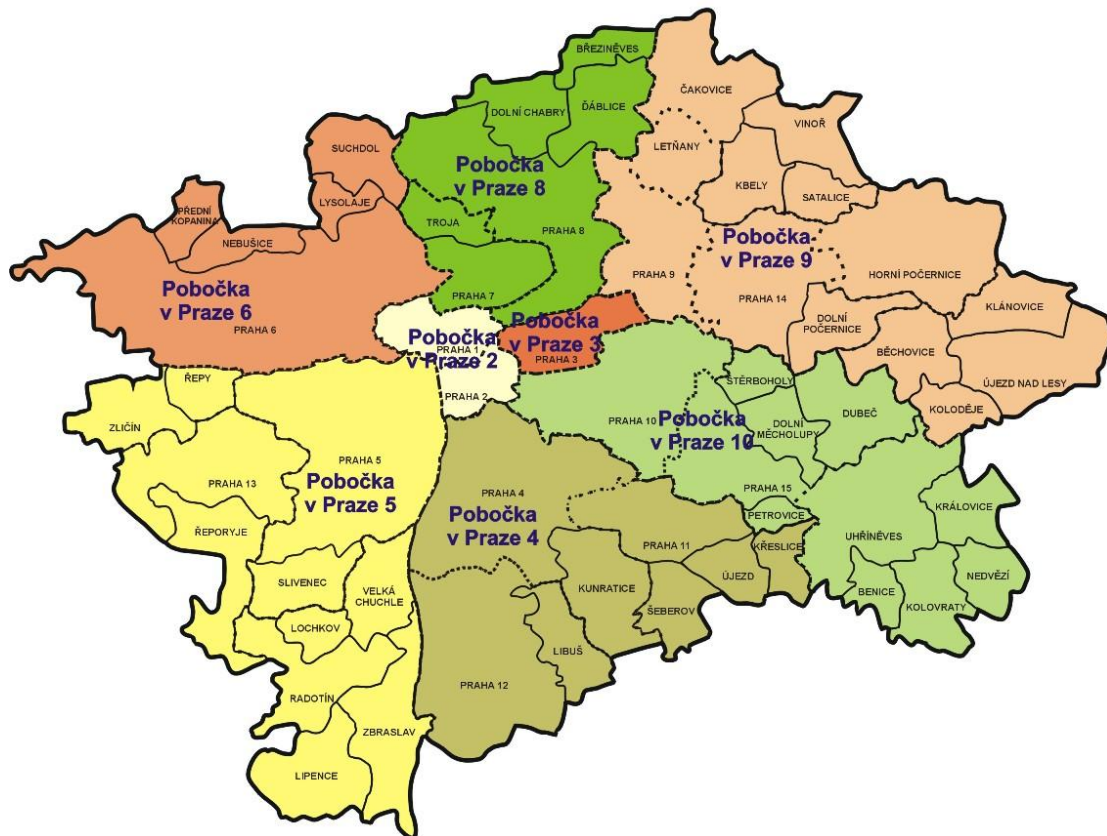 BŘEZINĚVES
ČAKOVICE
DOLNÍ CHABRY
ĎÁBLICE
VINOŘ
SUCHDOL
LETŇANY
Pobočka
v Praze 8
KBELY
SATALICE
LYSOLAJE
PŘEDNÍ
KOPANINA
TROJA
PRAHA 8
NEBUŠICE
Pobočka
v Praze 9
PRAHA 9
HORNÍ POČERNICE
Pobočka
v Praze 6
PRAHA 7
PRAHA 14
KLÁNOVICE
PRAHA 6
DOLNÍ
POČERNICE
Pobočka
v Praze 3
PRAHA 3
PRAHA 1
Pobočka
v Praze 2
PRAHA 2
BĚCHOVICE
ÚJEZD NAD LESY
ŘEPY
ŠTĚRBOHOLY
KOLODĚJE
ZLIČÍN
DUBEČ
PRAHA 10
Pobočka
v Praze 10
DOLNÍ
MĚCHOLUPY
PRAHA 5
Pobočka
v Praze 5
PRAHA 13
PRAHA 4
Pobočka
v Praze 4
PRAHA 15
PETROVICE
KRÁLOVICE
ŘEPORYJE
UHŘÍNĚVES
PRAHA 11
KŘESLICE
SLIVENEC
VELKÁ
CHUCHLE
KUNRATICE
ÚJEZD
NEDVĚZÍ
BENICE
KOLOVRATY
ŠEBEROV
LOCHKOV
LIBUŠ
PRAHA 12
RADOTÍN
ZBRASLAV
LIPENCE